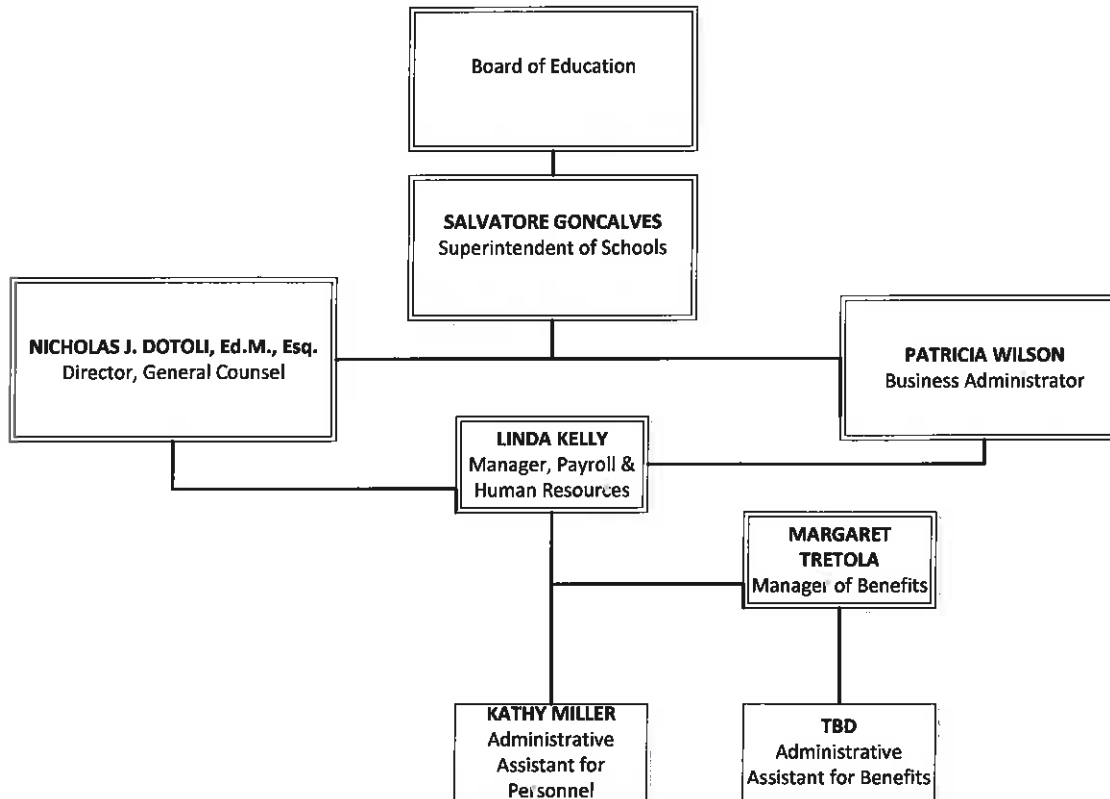 Board of Education
SALVATORE GONCALVES
Superintendent of Schools
NICHOLAS J. DOTOLI, Ed.M., Esq.
Director, General Counsel
PATRICIA WILSON
Business Administrator
LINDA KELLY
Manager, Payroll &
Human Resources
MARGARET
TRETOLA
Manager of Benefits
KATHY MILLER
Administrative
Assistant for
Personnel
TBD
Administrative
Assistant for Benefits